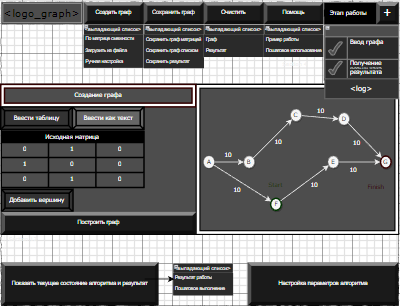 <logo_graph>
Создать граф
Сохранить граф
Очистить
Помощь
Этап работы
+
*выпадающий список>
По матрице смежности
Загрузить из файла
Ручная настройка
*выпадающий список>
Сохранить граф матрицей
Сохранить граф списком
Сохранить результат
*выпадающий список>
Граф
Результат
*выпадающий список>
Пример работы
Пошаговое использование
Ввод графа
Получение
результата
<log>
Создание графа
Ввести таблицу
Ввести как текст
Исходная матрица
0 1 0
1 0 0
0 1 0
Добавить вершину
Построить граф
A
B
C
D
E
F
G
10
10
10
10
10
10
10
10
Start
Finish
Показать текущее состояние алгоритма и результат
*выпадающий список>
Результат работы
Пошаговое выполнение
Настройка параметров алгоритма